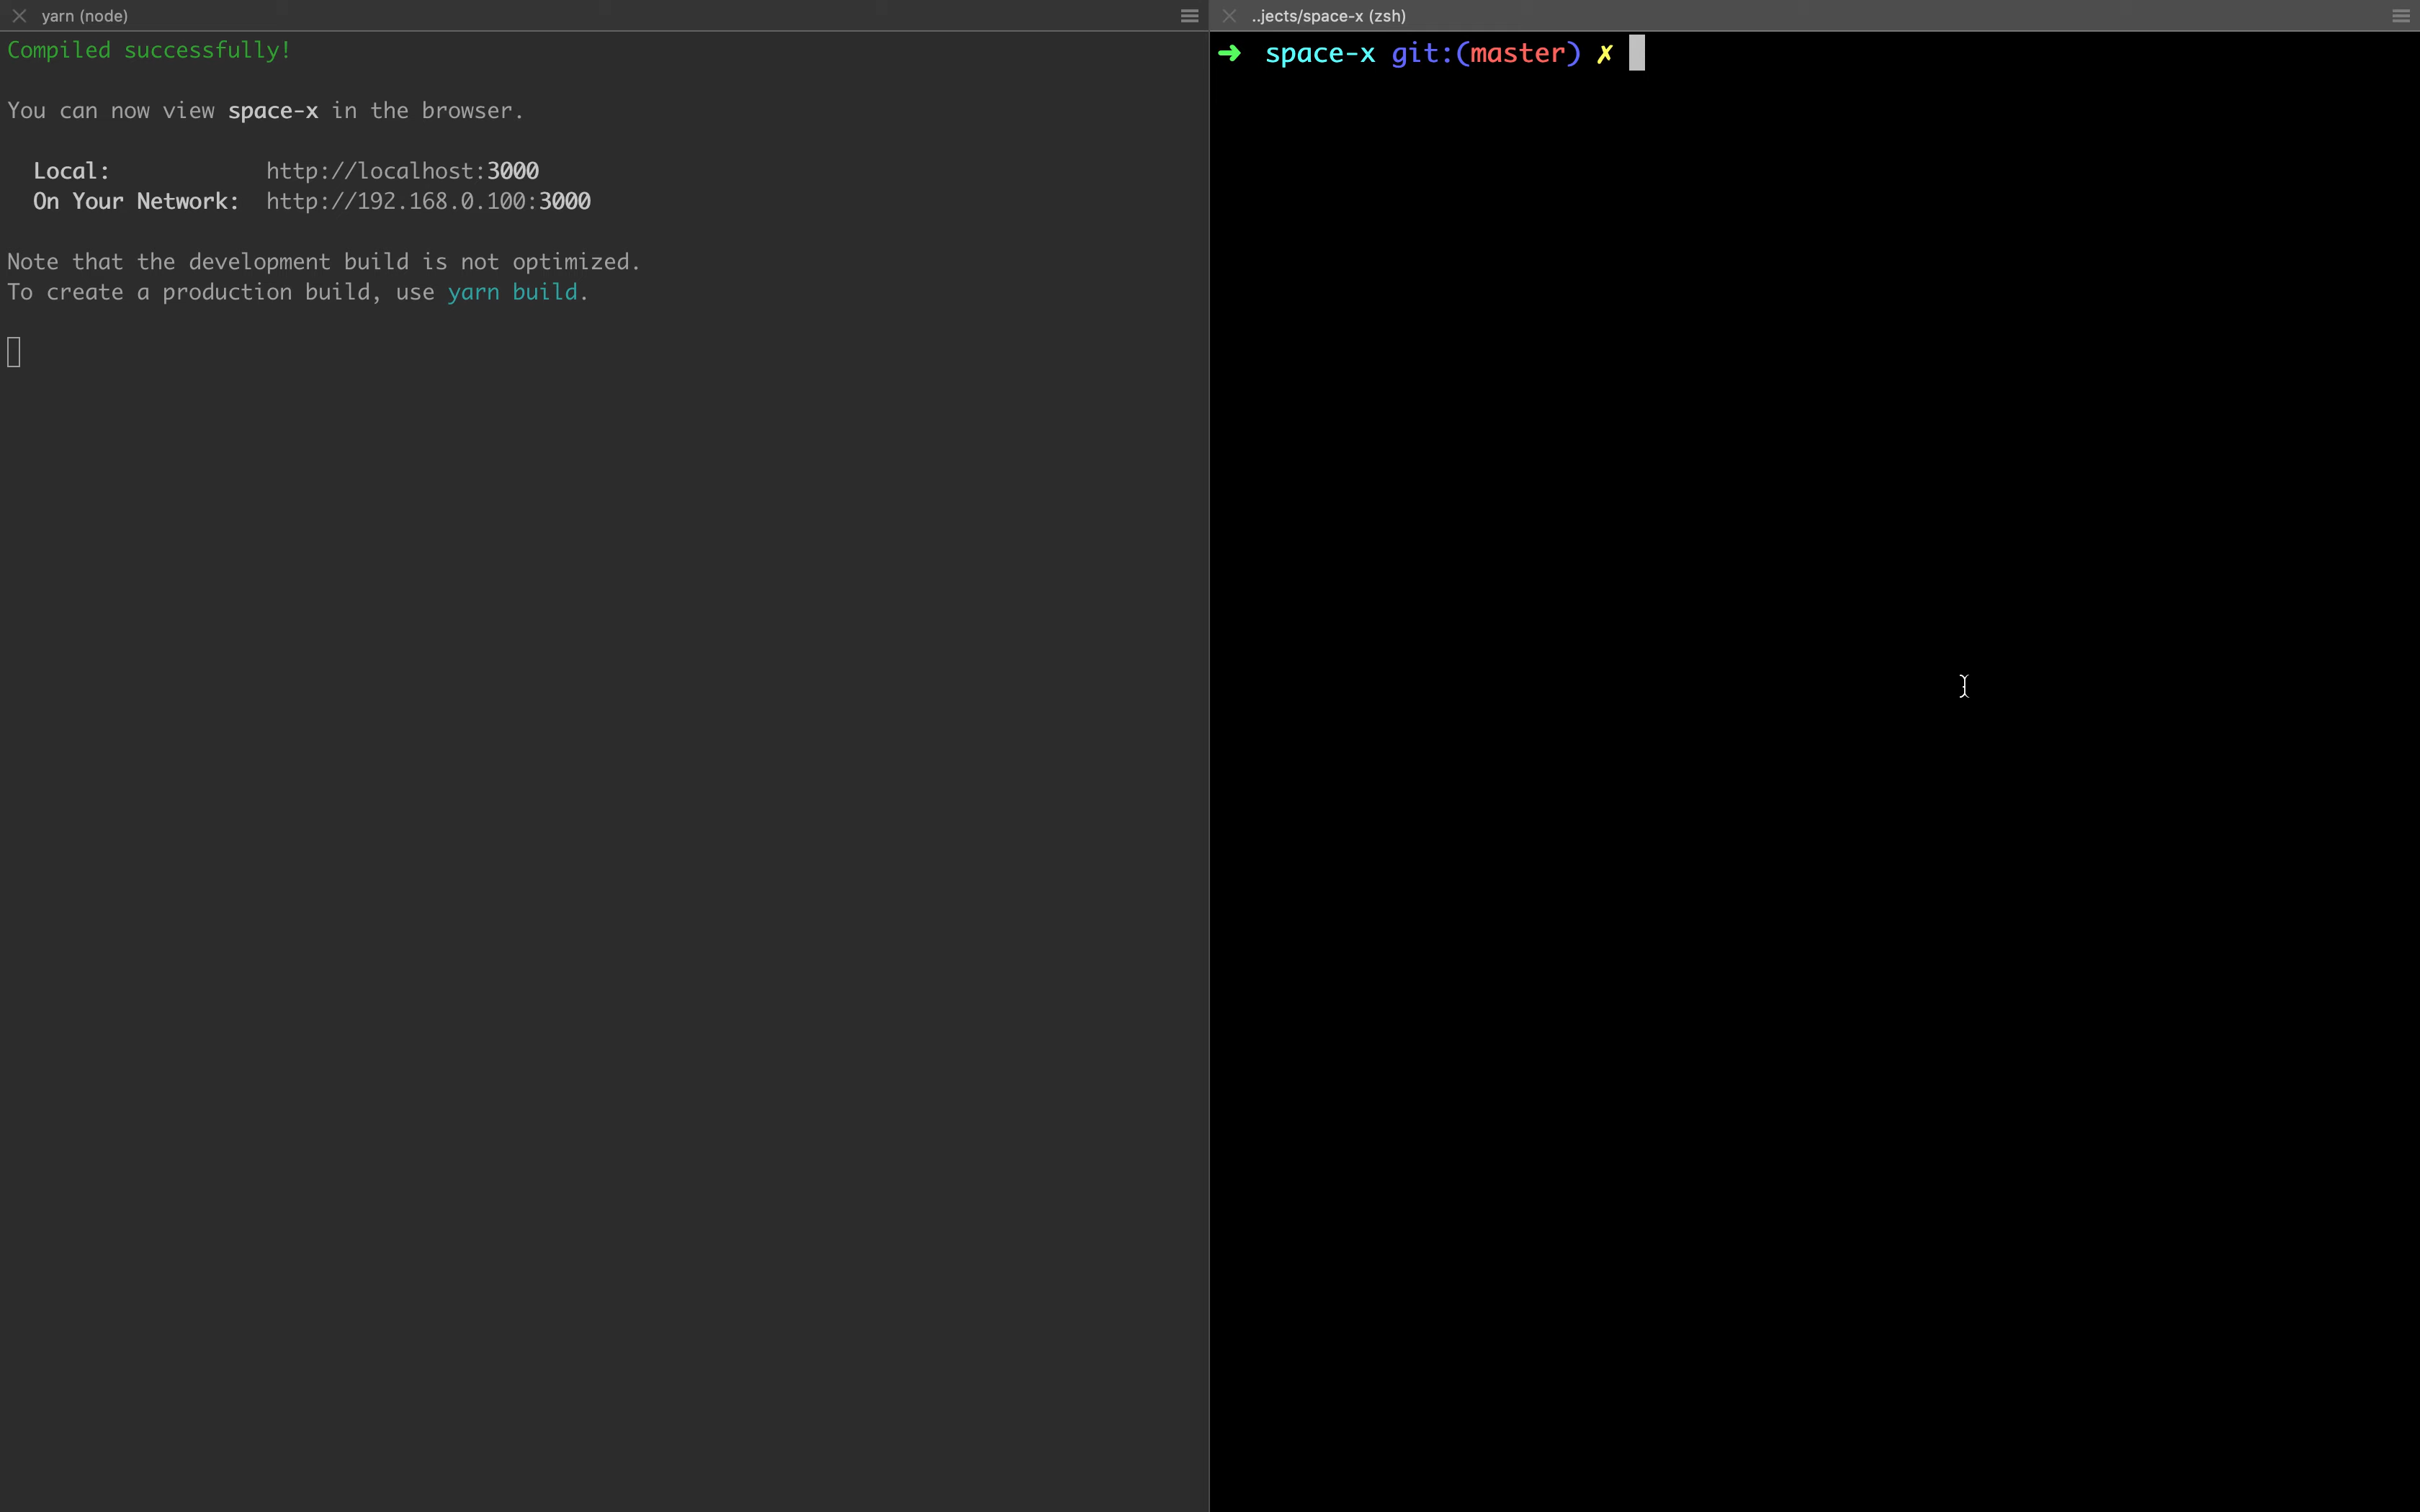 yarn (node)
Compiled successfully!
You can now view space-x in the browser.
Local: http://localhost:3000
On Your Network: http://192.168.0.100:3000
Note that the development build is not optimized.
To create a production build, use yarn build.
..jects/space-x (zsh)
➜ space-x git:(master) ✗